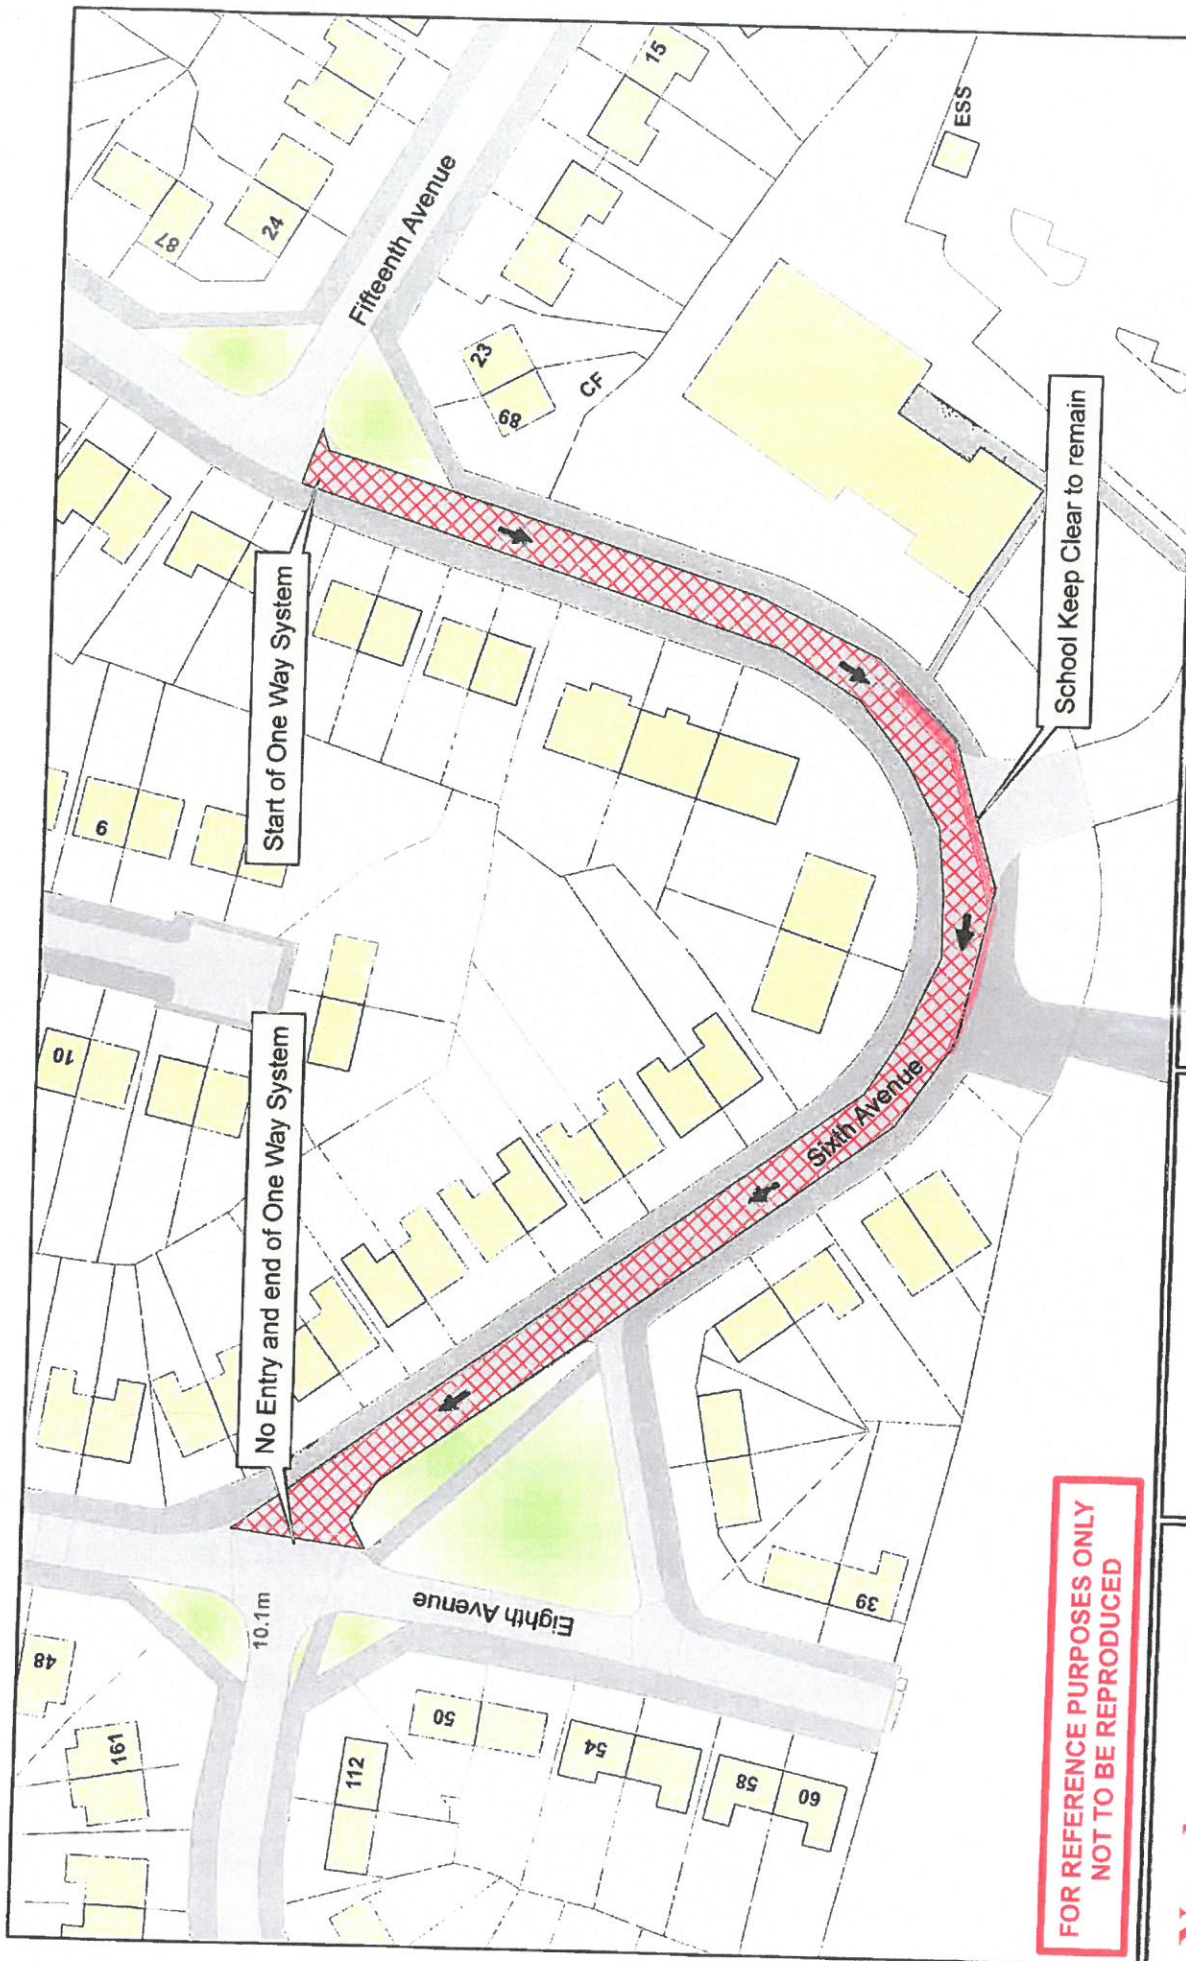 15
ESS
87
24
Fifteenth Avenue
23
89
CF
School Keep Clear to remain
Start of One Way System
9
10
No Entry and end of One Way System
Sixth Avenue
Eighth Avenue
10.1m
48
161
112
50
54
58
60
39
FOR REFERENCE PURPOSES ONLY
NOT TO BE REPRODUCED